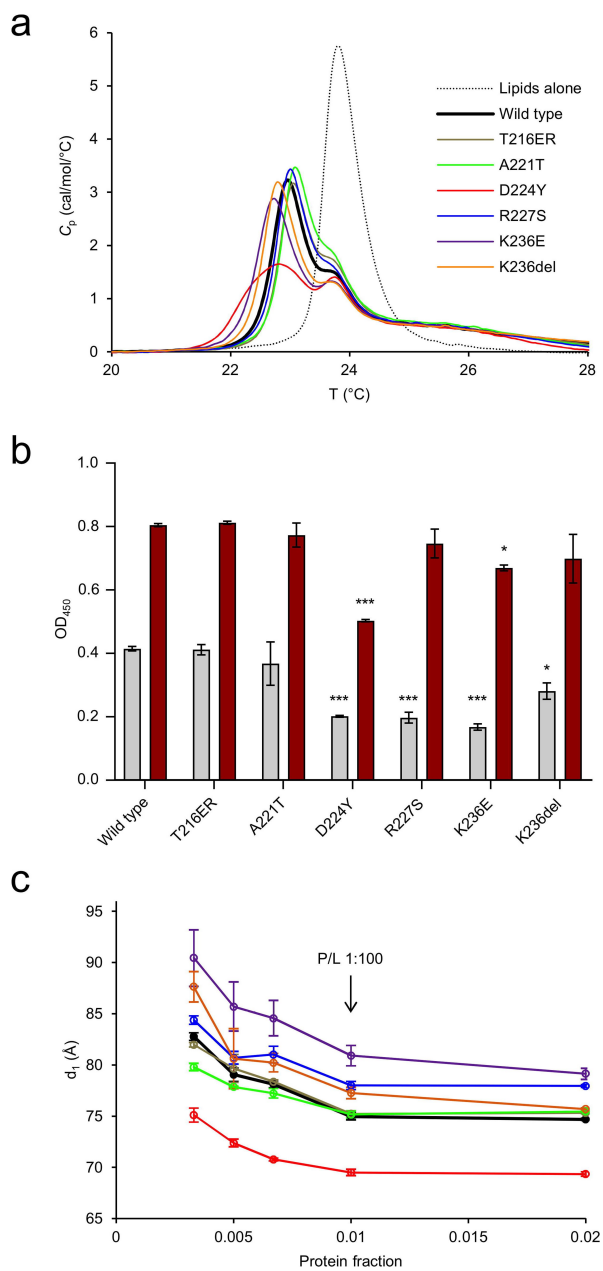 a
6
5
4
3
2
1
0
Cp (cal/mol/°C)
20
22
24
26
28
T (°C)
Lipids alone
Wild type
T216ER
A221T
D224Y
R227S
K236E
K236del
b
1.0
0.8
0.6
0.4
0.2
0.0
OD450
***
***
***
***
*
*
Wild type
T216ER
A221T
D224Y
R227S
K236E
K236del
c
95
90
85
80
75
70
65
d1 (Å)
P/L 1:100
0
0.005
0.01
0.015
0.02
Protein fraction